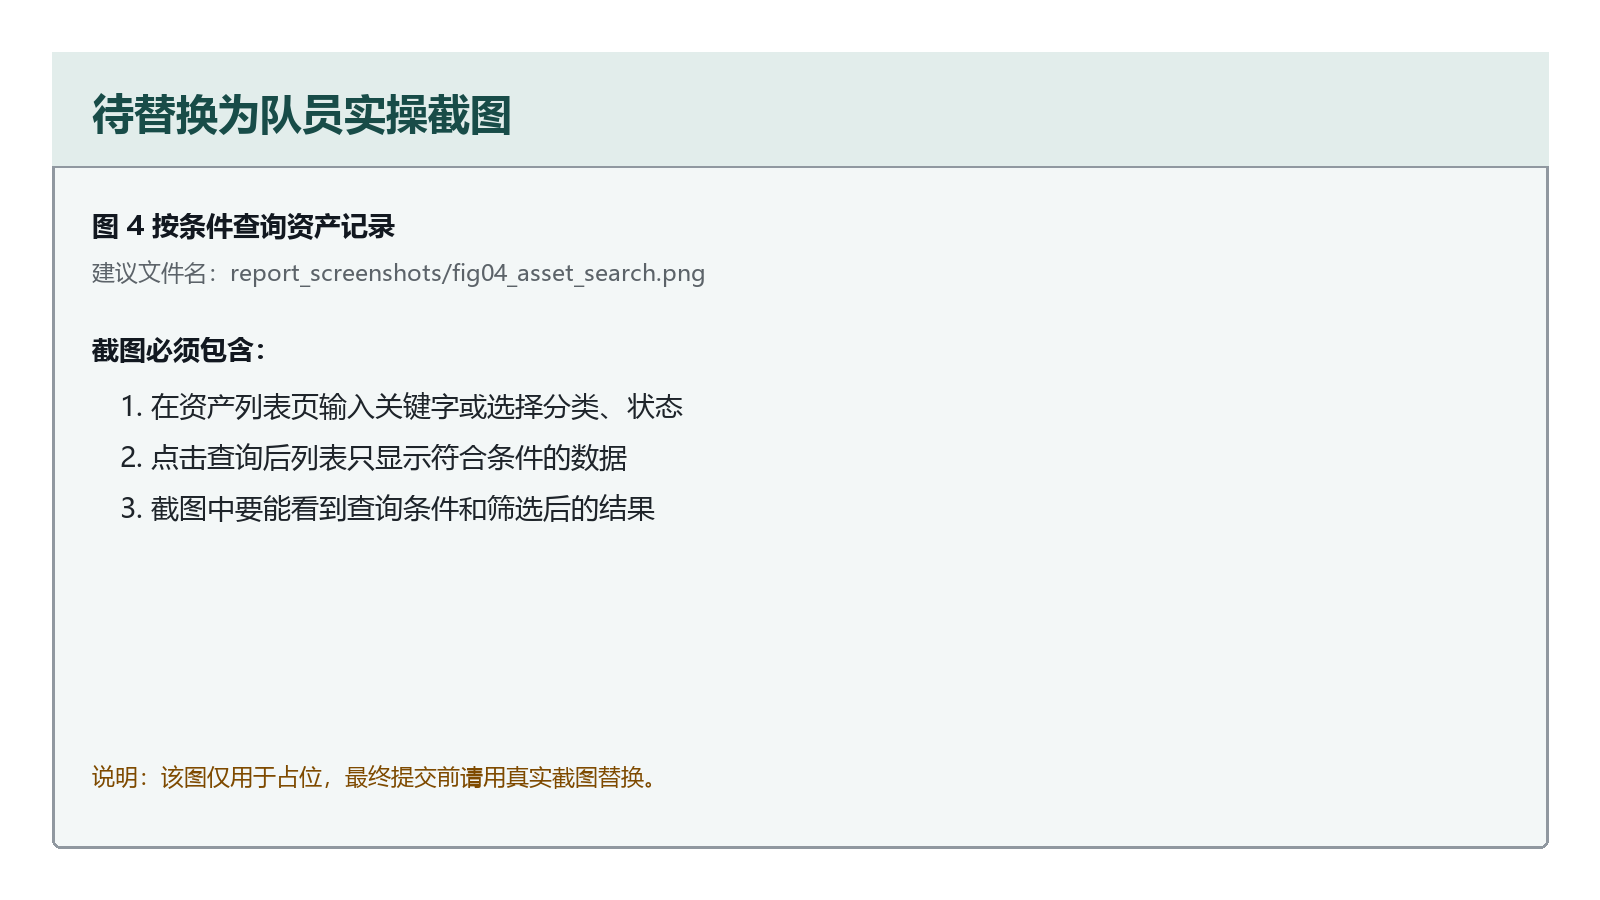 待替换为队员实操截图
图 4 按条件查询资产记录
建议文件名：report_screenshots/fig04_asset_search.png
截图必须包含：
1. 在资产列表页输入关键字或选择分类、状态
2. 点击查询后列表只显示符合条件的数据
3. 截图中要能看到查询条件和筛选后的结果
说明：该图仅用于占位，最终提交前请用真实截图替换。